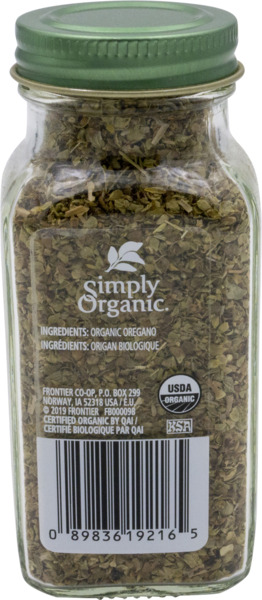 Simply
Organic.
INGREDIENTS: ORGANIC OREGANO
INGRÉDIENTS: ORIGAN BIOLOGIQUE
FRONTIER CO-OP, P.O. BOX 299
NORWAY, IA 52318 USA / É.U.
© 2019 FRONTIER FB000098
CERTIFIED ORGANIC BY QAI /
CERTIFIÉ BIOLOGIQUE PAR QAI
USDA
ORGANIC
KSA
0 89836 19216 5